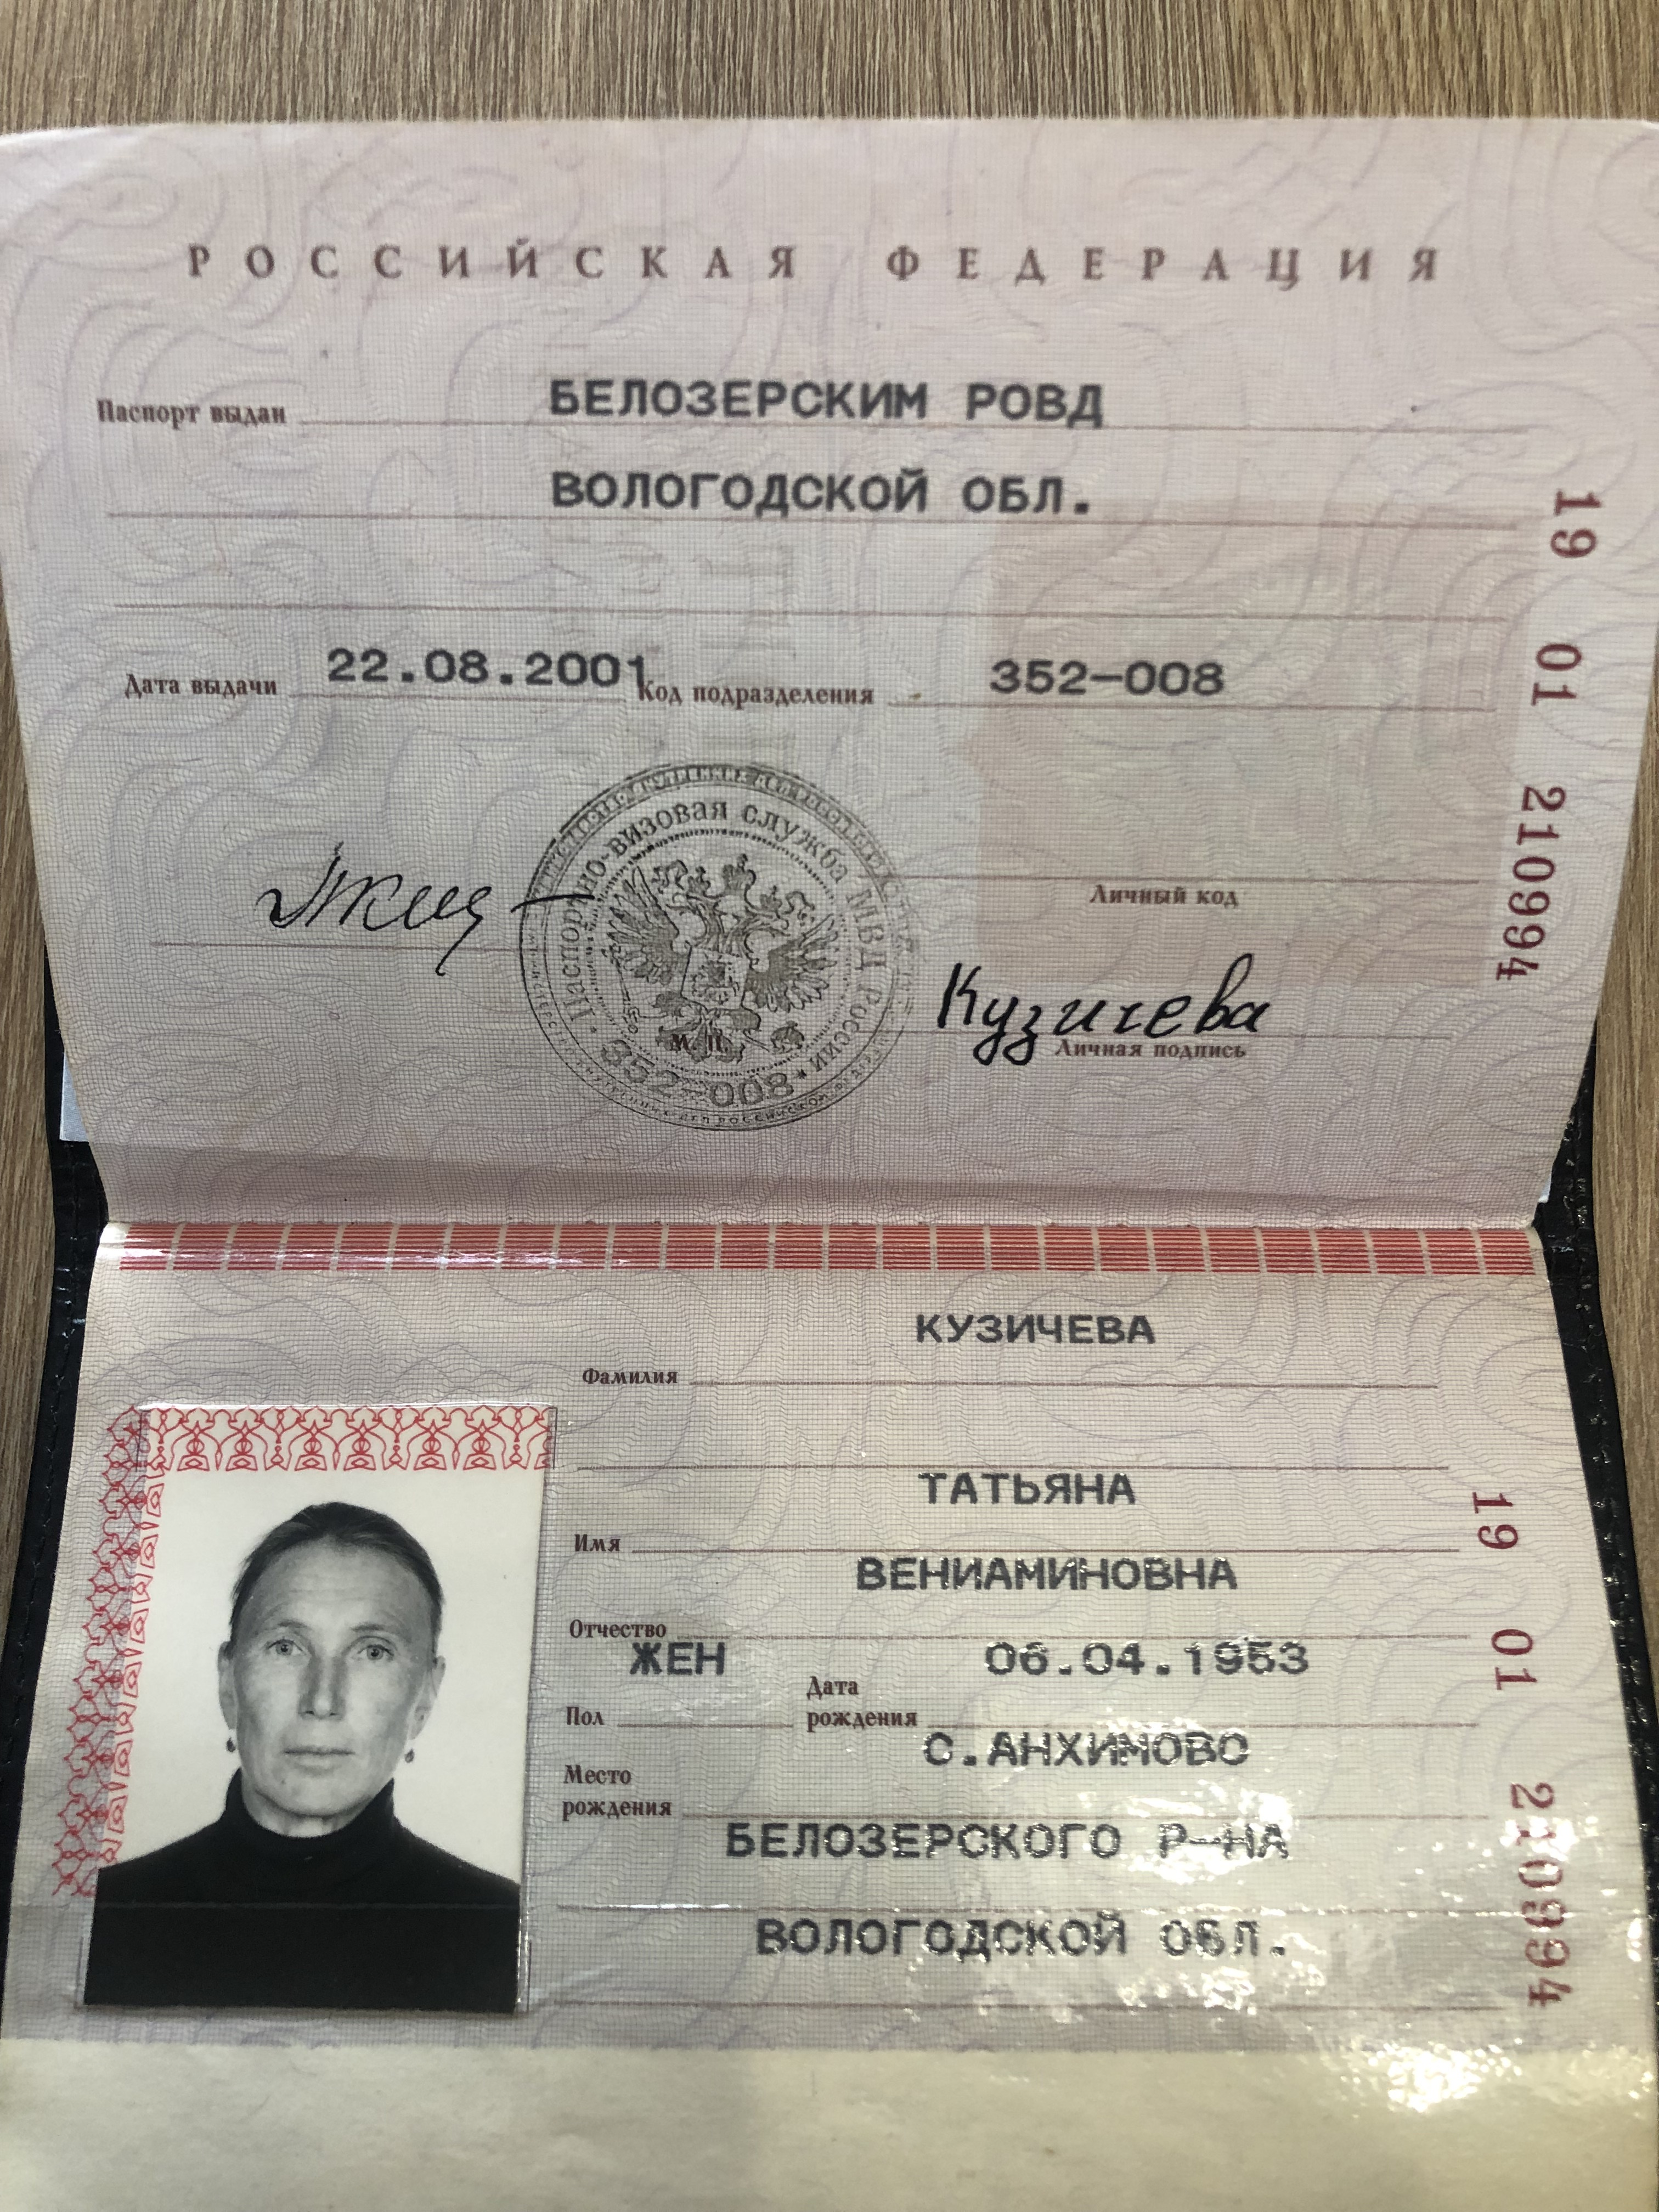 РОССИЙСКАЯ ФЕДЕРАЦИЯ
Паспорт выдан БЕЛОЗЕРСКИМ РОВД
ВОЛОГОДСКОЙ ОБЛ.
Дата выдачи 22.08.2001 Код подразделения 352-008
Личный код
Паспортно-визовая служба МВД России
352-008
М.П.
Кузичева
Личная подпись
19 01 210994
КУЗИЧЕВА
Фамилия
ТАТЬЯНА
Имя
ВЕНИАМИНОВНА
Отчество
ЖЕН 06.04.1953
Пол Дата рождения
С.АНХИМОВО
Место рождения
БЕЛОЗЕРСКОГО Р-НА
ВОЛОГОДСКОЙ ОБЛ.
19 01 210994